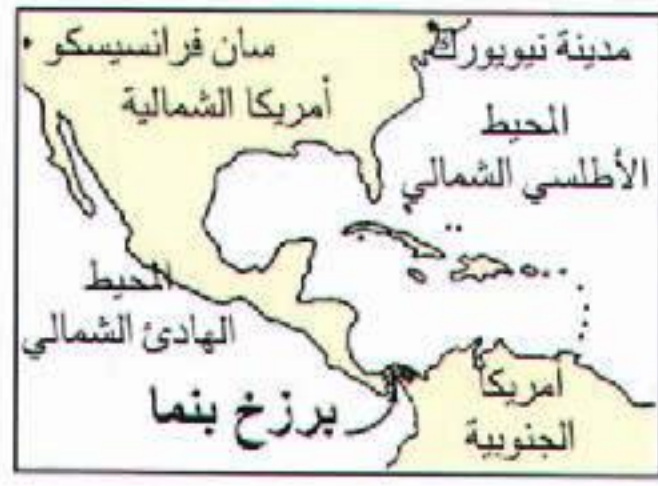 مدينة نيويورك
سان فرانسيسكو
أمريكا الشمالية
المحيط
الأطلسي الشمالي
المحيط
الهادئ الشمالي
برزخ بنما
أمريكا
الجنوبية